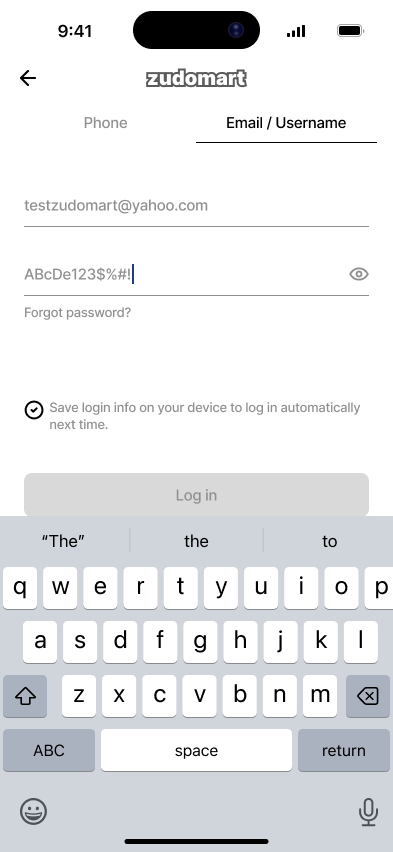 9:41
zudomart
Phone
Email / Username
testzudomart@yahoo.com
ABcDe123$%#!
Forgot password?
Save login info on your device to log in automatically
next time.
Log in
“The”
the
to
q w e r t y u i o p
a s d f g h j k l
z x c v b n m
ABC
space
return